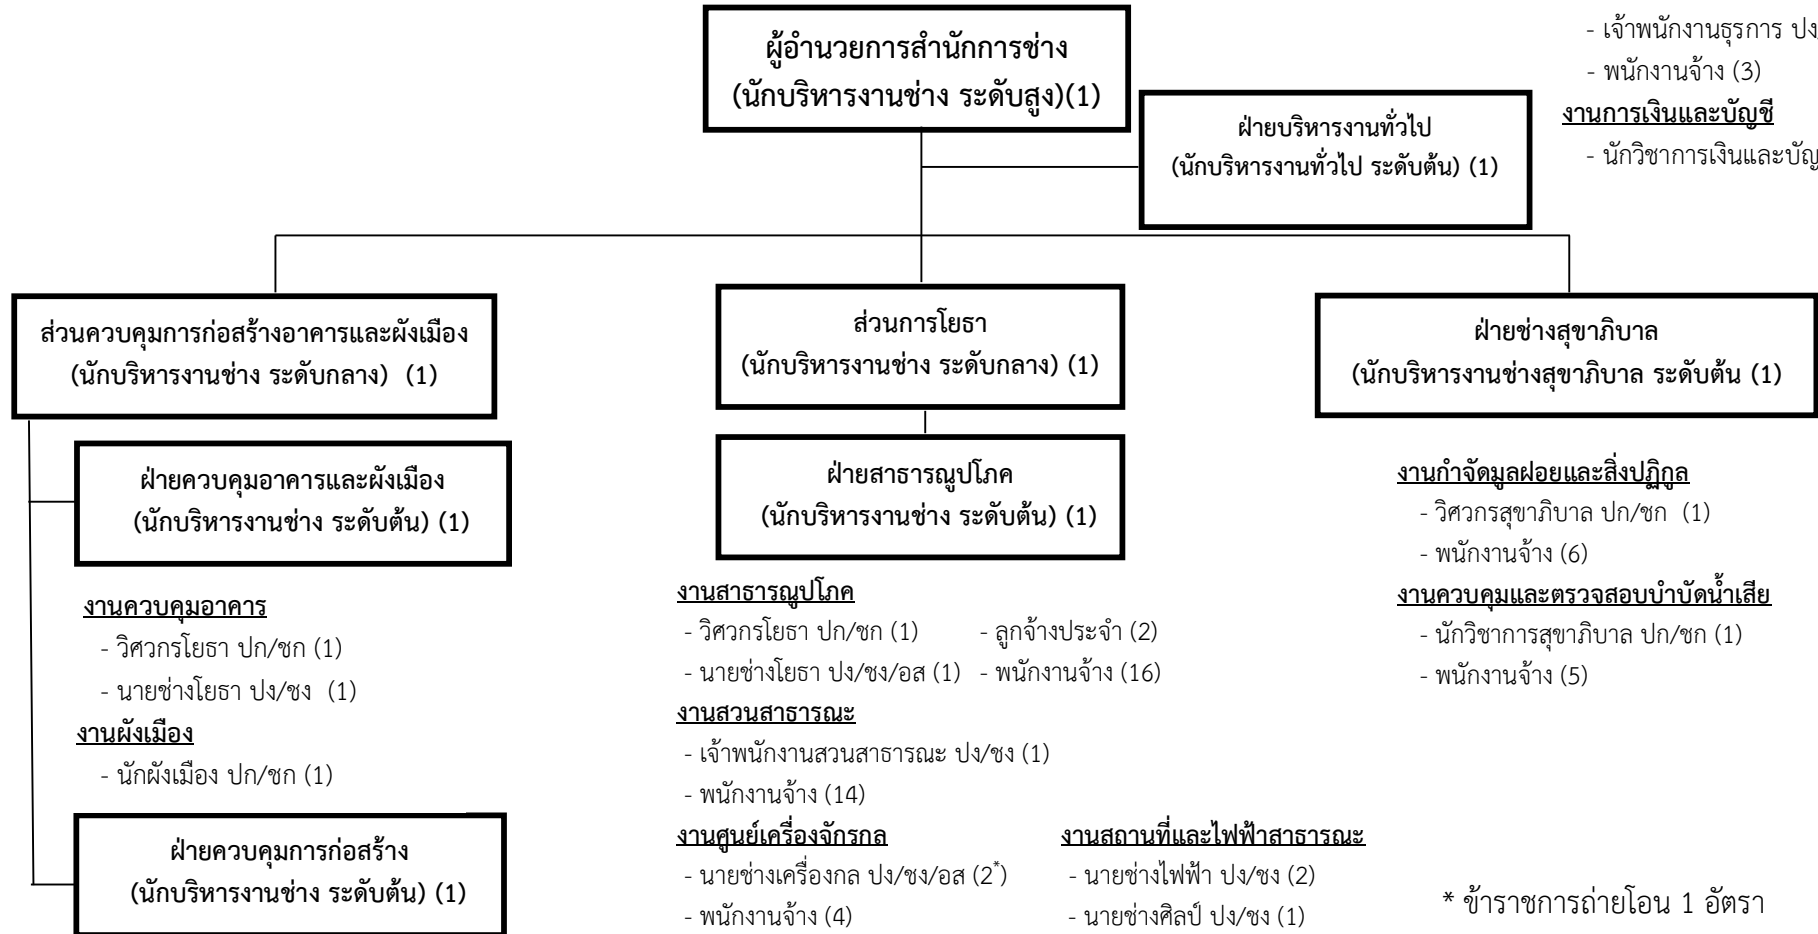 ผู้อำนวยการสำนักการช่าง
(นักบริหารงานช่าง ระดับสูง)(1)
- เจ้าพนักงานธุรการ ปง
- พนักงานจ้าง (3)
งานการเงินและบัญชี
- นักวิชาการเงินและบัญ
ฝ่ายบริหารงานทั่วไป
(นักบริหารงานทั่วไป ระดับต้น) (1)
ส่วนควบคุมการก่อสร้างอาคารและผังเมือง
(นักบริหารงานช่าง ระดับกลาง) (1)
ฝ่ายควบคุมอาคารและผังเมือง
(นักบริหารงานช่าง ระดับต้น) (1)
งานควบคุมอาคาร
- วิศวกรโยธา ปก/ชก (1)
- นายช่างโยธา ปง/ชง (1)
งานผังเมือง
- นักผังเมือง ปก/ชก (1)
ฝ่ายควบคุมการก่อสร้าง
(นักบริหารงานช่าง ระดับต้น) (1)
ส่วนการโยธา
(นักบริหารงานช่าง ระดับกลาง) (1)
ฝ่ายสาธารณูปโภค
(นักบริหารงานช่าง ระดับต้น) (1)
งานสาธารณูปโภค
- วิศวกรโยธา ปก/ชก (1) - ลูกจ้างประจำ (2)
- นายช่างโยธา ปง/ชง/อส (1) - พนักงานจ้าง (16)
งานสวนสาธารณะ
- เจ้าพนักงานสวนสาธารณะ ปง/ชง (1)
- พนักงานจ้าง (14)
งานศูนย์เครื่องจักรกล
- นายช่างเครื่องกล ปง/ชง/อส (2*)
- พนักงานจ้าง (4)
งานสถานที่และไฟฟ้าสาธารณะ
- นายช่างไฟฟ้า ปง/ชง (2)
- นายช่างศิลป์ ปง/ชง (1)
ฝ่ายช่างสุขาภิบาล
(นักบริหารงานช่างสุขาภิบาล ระดับต้น (1)
งานกำจัดมูลฝอยและสิ่งปฏิกูล
- วิศวกรสุขาภิบาล ปก/ชก (1)
- พนักงานจ้าง (6)
งานควบคุมและตรวจสอบบำบัดน้ำเสีย
- นักวิชาการสุขาภิบาล ปก/ชก (1)
- พนักงานจ้าง (5)
* ข้าราชการถ่ายโอน 1 อัตรา